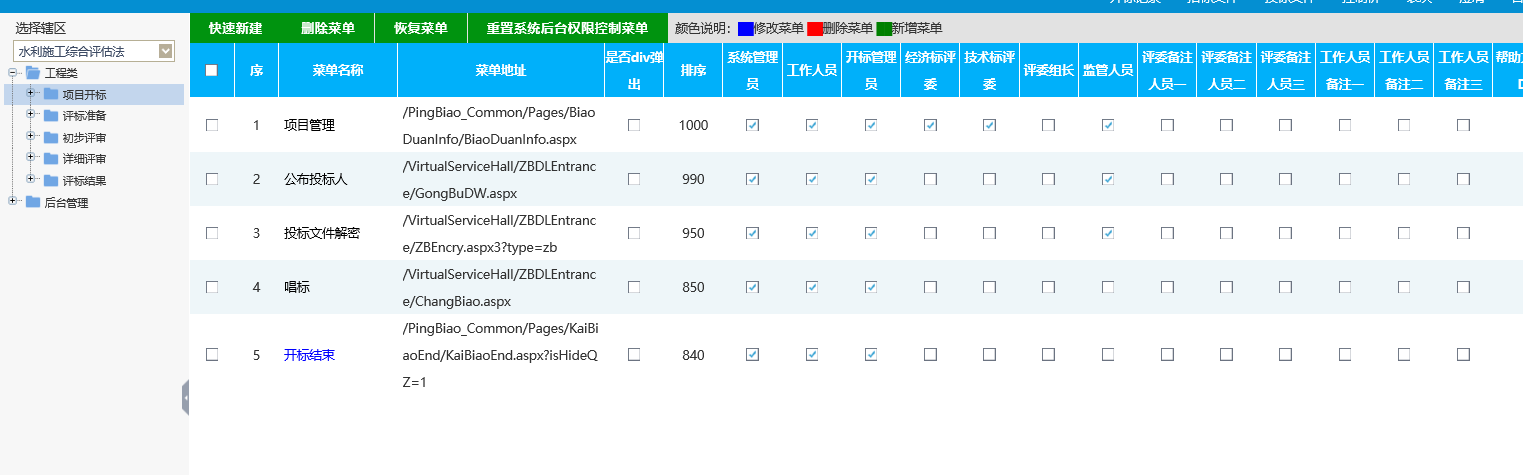 选择辖区
水利施工综合评估法
工程类
项目开标
评标准备
初步评审
详细评审
评标结果
后台管理
快速新建 删除菜单 恢复菜单 重置系统后台权限控制菜单 颜色说明： 修改菜单 删除菜单 新增菜单
序 菜单名称 菜单地址 是否div弹出 排序 系统管理员 工作人员 开标管理员 经济标评委 技术标评委 评委组长 监管人员 评委备注人员一 评委备注人员二 评委备注人员三 工作人员备注一 工作人员备注二 工作人员备注三 帮助
1 项目管理 /PingBiao_Common/Pages/Biao 1000
DuanInfo/BiaoDuanInfo.aspx
2 公布投标人 /VirtualServiceHall/ZBDLEntranc 990
e/GongBuDW.aspx
3 投标文件解密 /VirtualServiceHall/ZBDLEntranc 950
e/ZBEncry.aspx3?type=zb
4 唱标 /VirtualServiceHall/ZBDLEntranc 850
e/ChangBiao.aspx
5 开标结束 /PingBiao_Common/Pages/KaiBi 840
aoEnd/KaiBiaoEnd.aspx?isHideQ
Z=1